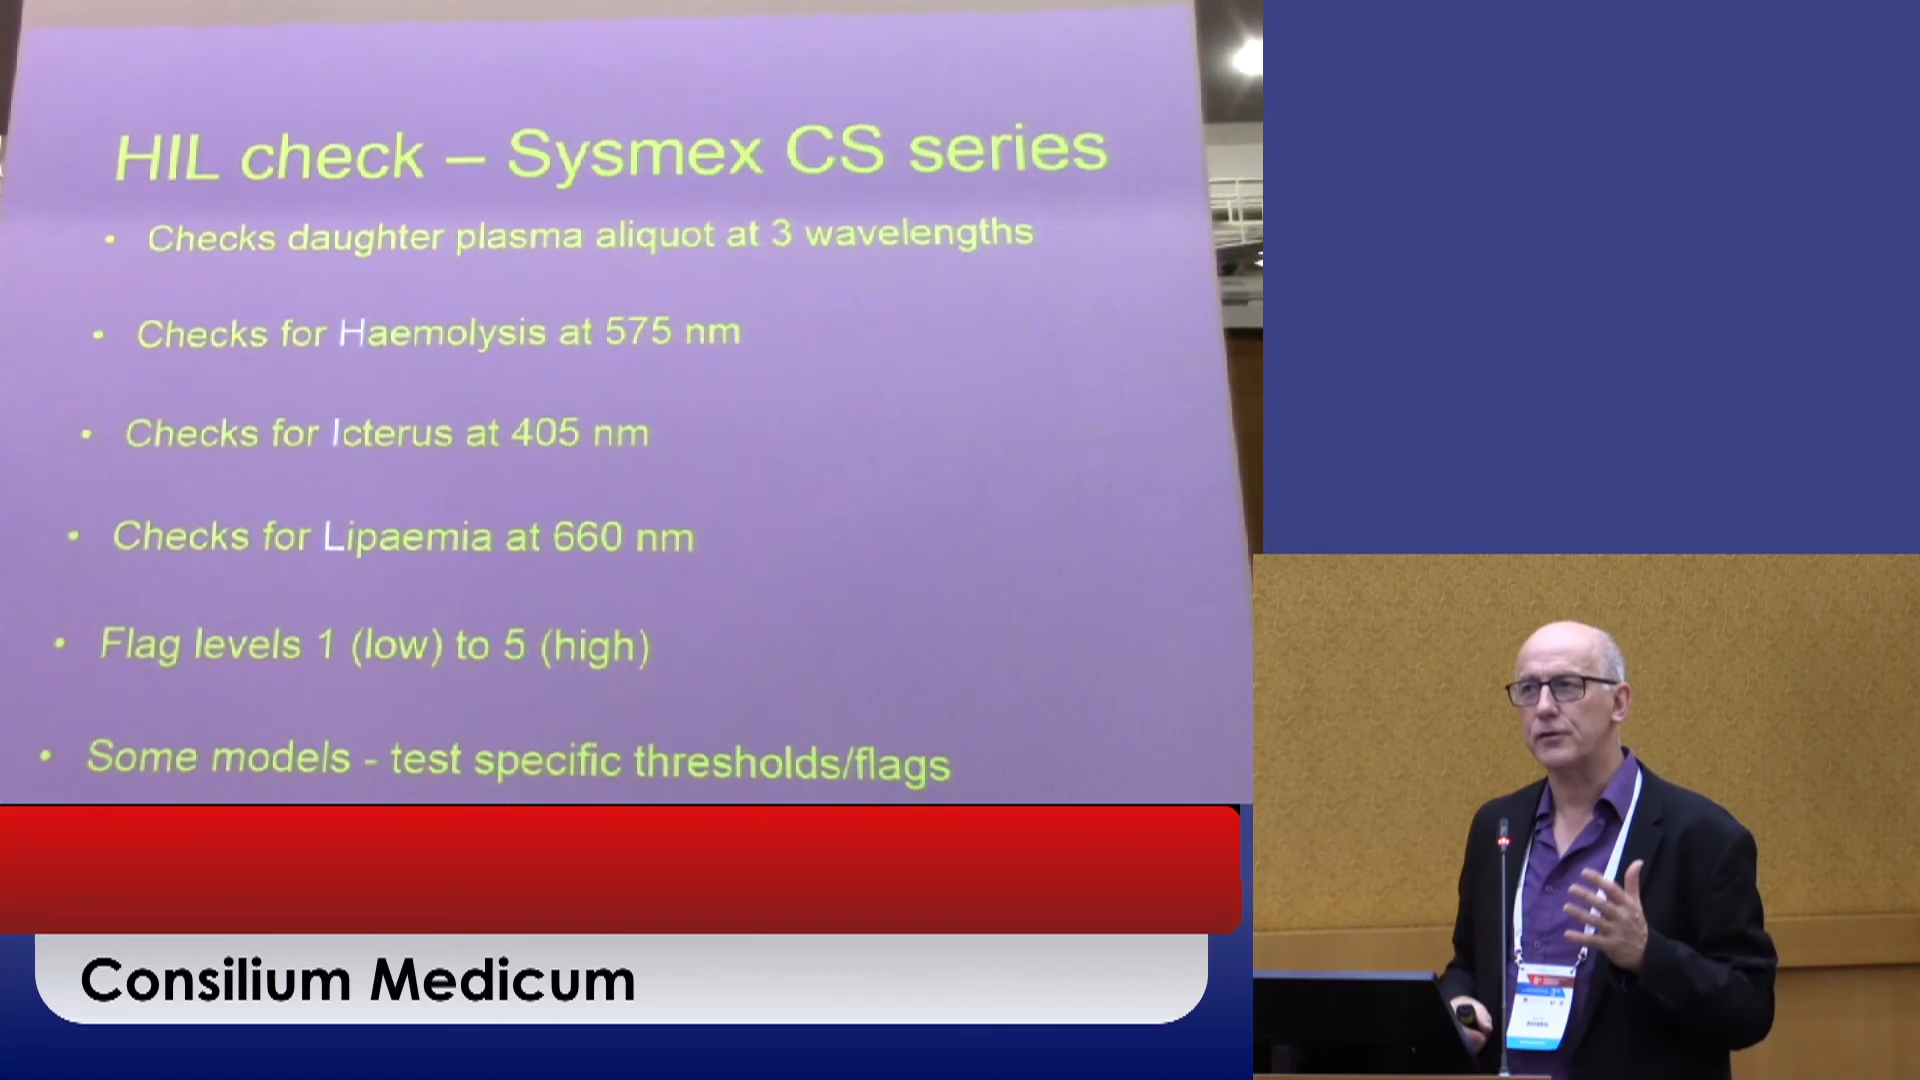 HIL check – Sysmex CS series
• Checks daughter plasma aliquot at 3 wavelengths
• Checks for Haemolysis at 575 nm
• Checks for Icterus at 405 nm
• Checks for Lipaemia at 660 nm
• Flag levels 1 (low) to 5 (high)
• Some models - test specific thresholds/flags
Consilium Medicum